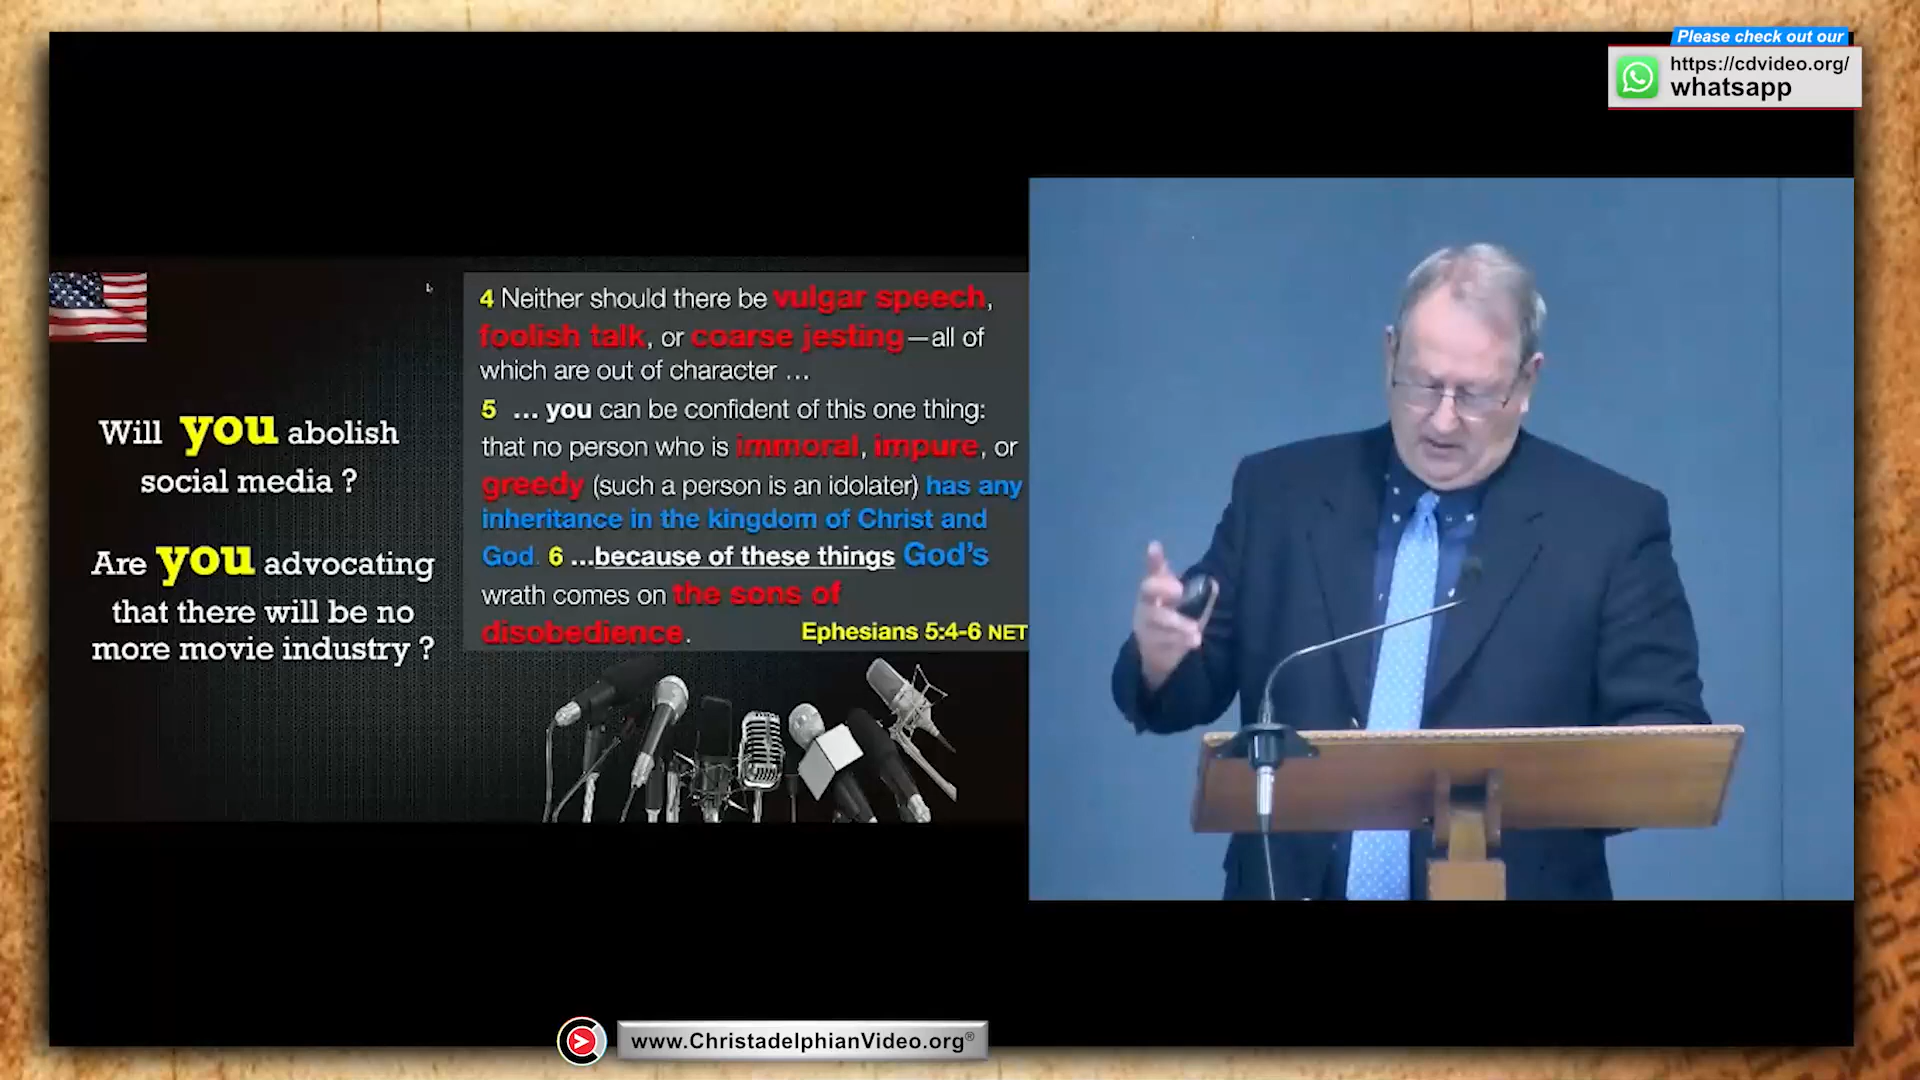 Please check out our
https://cdvideo.org/
whatsapp
Will you abolish
social media ?
Are you advocating
that there will be no
more movie industry ?
4 Neither should there be vulgar speech,
foolish talk, or coarse jesting—all of
which are out of character ...
5 ... you can be confident of this one thing:
that no person who is immoral, impure, or
greedy (such a person is an idolater) has any
inheritance in the kingdom of Christ and
God. 6 ...because of these things God's
wrath comes on the sons of
disobedience.
Ephesians 5:4-6 NET
www.ChristadelphianVideo.org®